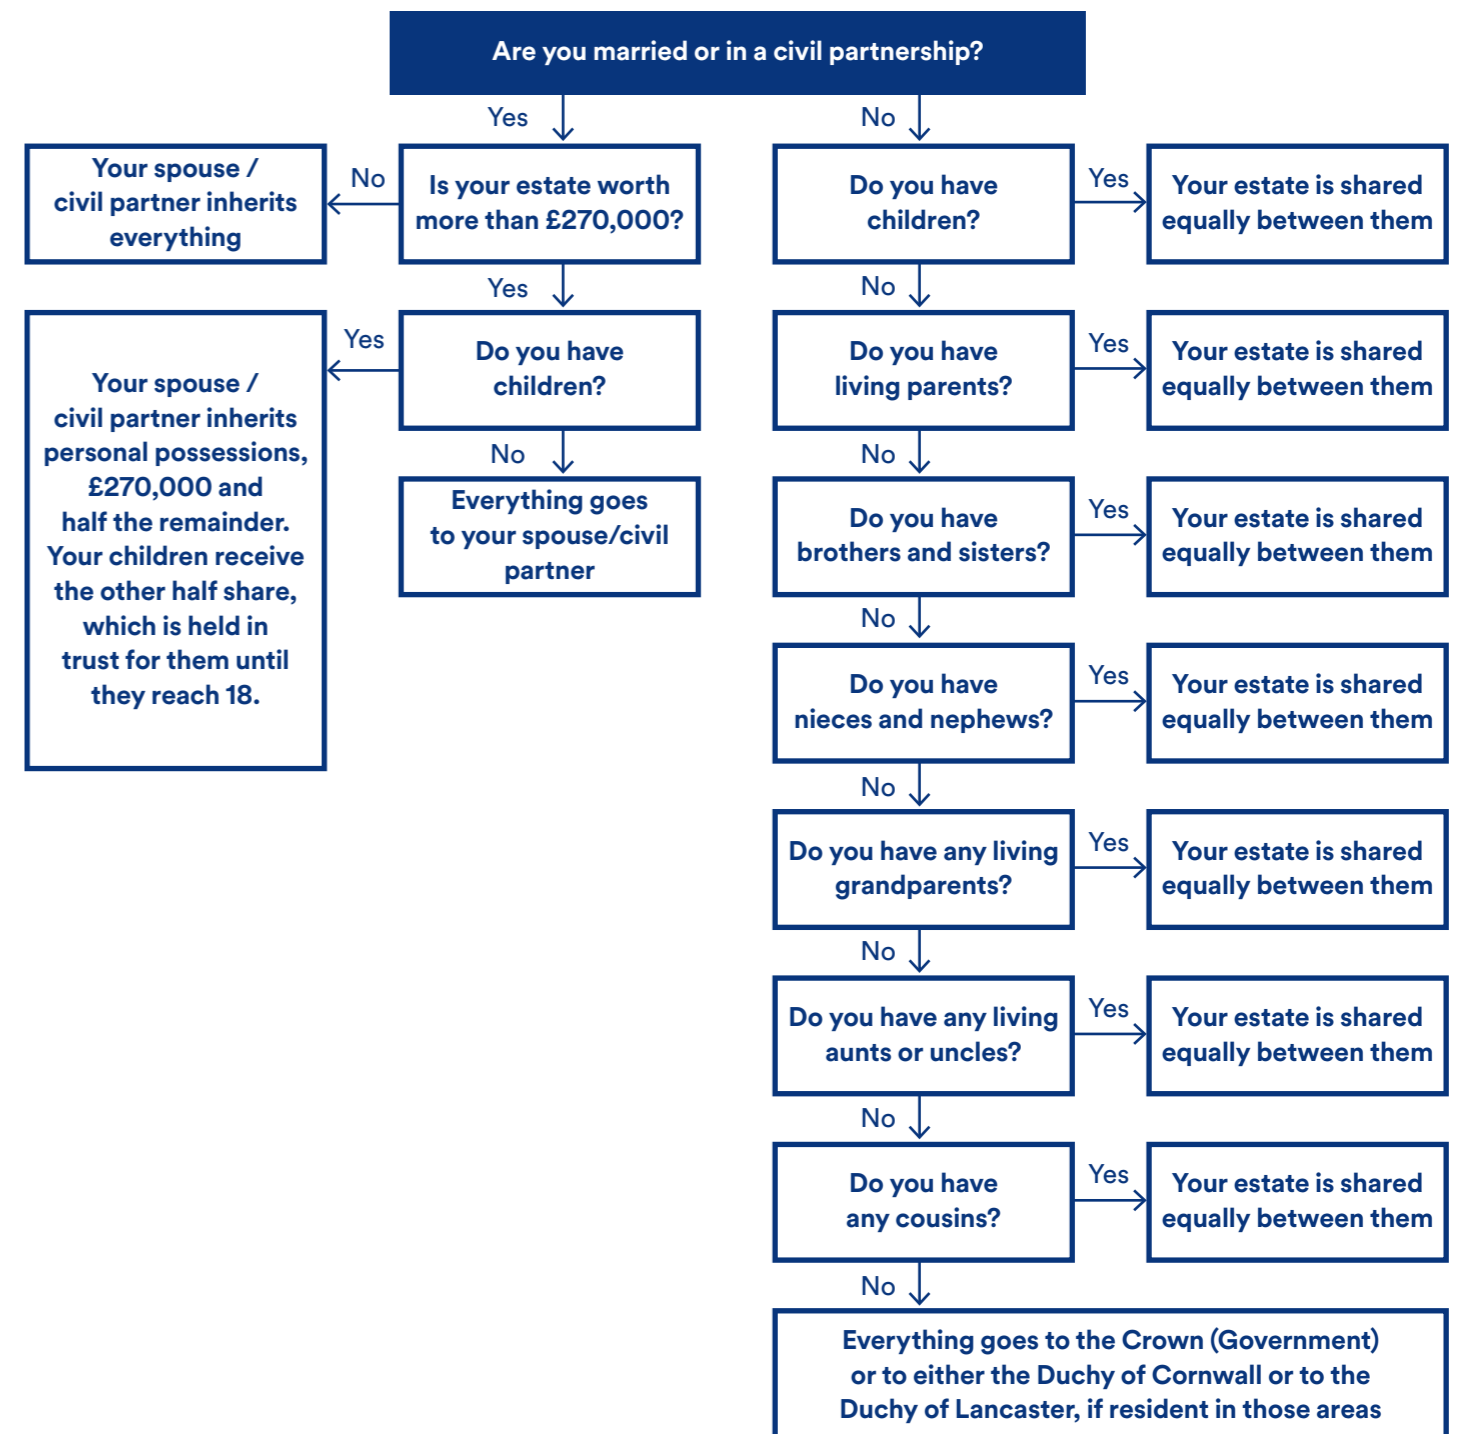 Are you married or in a civil partnership?
Yes
No
Your spouse /
civil partner inherits
everything
No
Is your estate worth
more than £270,000?
Do you have
children?
Yes
Your estate is shared
equally between them
Yes
No
Your spouse /
civil partner inherits
personal possessions,
£270,000 and
half the remainder.
Your children receive
the other half share,
which is held in
trust for them until
they reach 18.
Yes
Do you have
children?
No
Everything goes
to your spouse/civil
partner
Do you have
living parents?
Yes
Your estate is shared
equally between them
No
Do you have
brothers and sisters?
Yes
Your estate is shared
equally between them
No
Do you have
nieces and nephews?
Yes
Your estate is shared
equally between them
No
Do you have any living
grandparents?
Yes
Your estate is shared
equally between them
No
Do you have any living
aunts or uncles?
Yes
Your estate is shared
equally between them
No
Do you have
any cousins?
Yes
Your estate is shared
equally between them
No
Everything goes to the Crown (Government)
or to either the Duchy of Cornwall or to the
Duchy of Lancaster, if resident in those areas